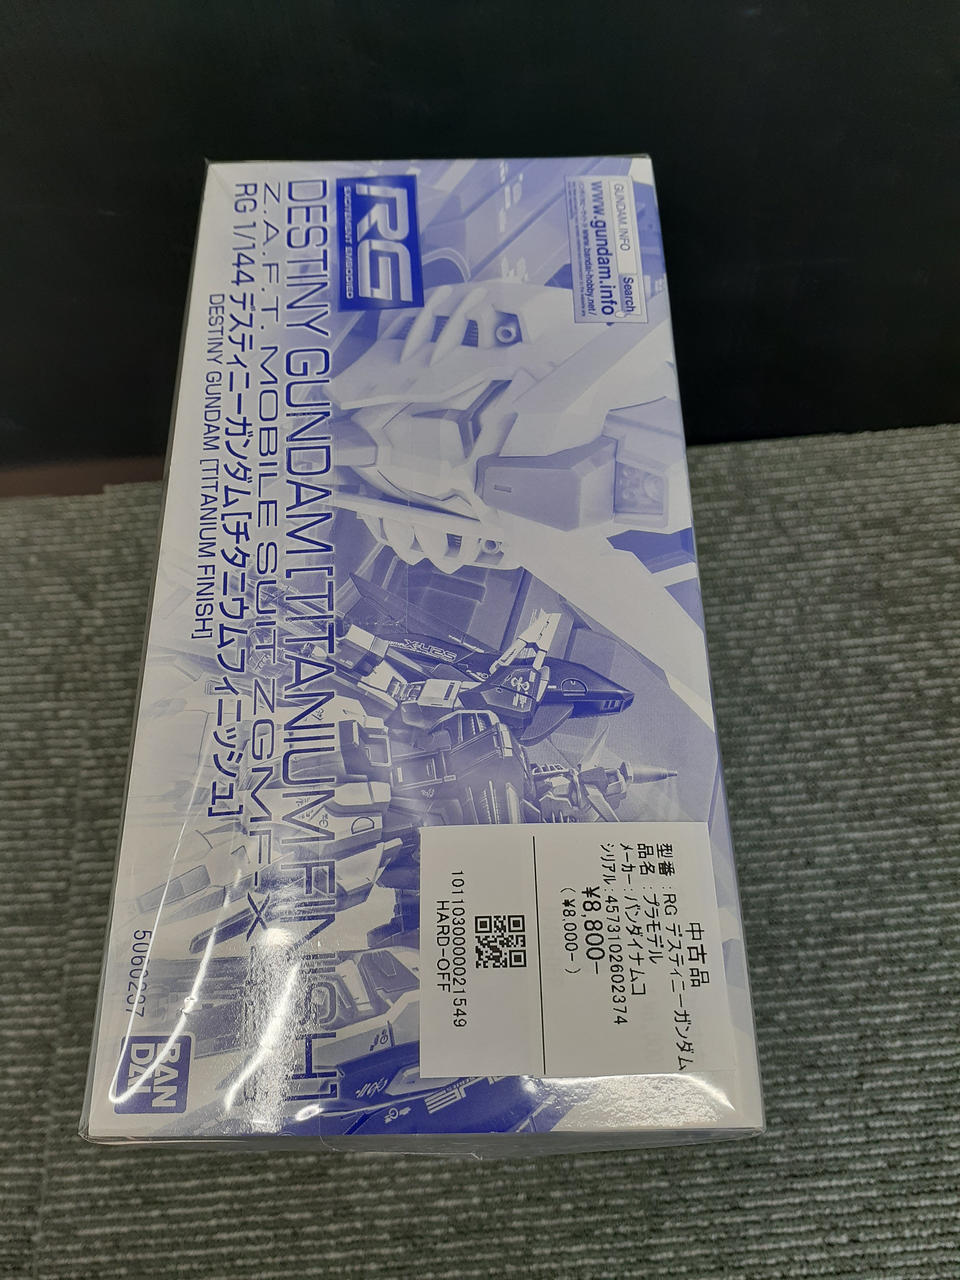 GUNDAM.INFO
Search
www.gundam.info
RG
EXCITEMENT EMBODIED
DESTINY GUNDAM [TITANIUM FINISH]
Z.A.F.T. MOBILE SUIT ZGMF-X
RG 1/144 デスティニーガンダム[チタニウムフィニッシュ]
DESTINY GUNDAM [TITANIUM FINISH]
5060237
BAN
DAI
中古品
型番:RG デスティニーガンダム
品名:プラモデル
メーカー:バンダイナムコ
シリアル:4573102602374
¥8,800-
(¥8,000-)
1011030000021549
HARD-OFF